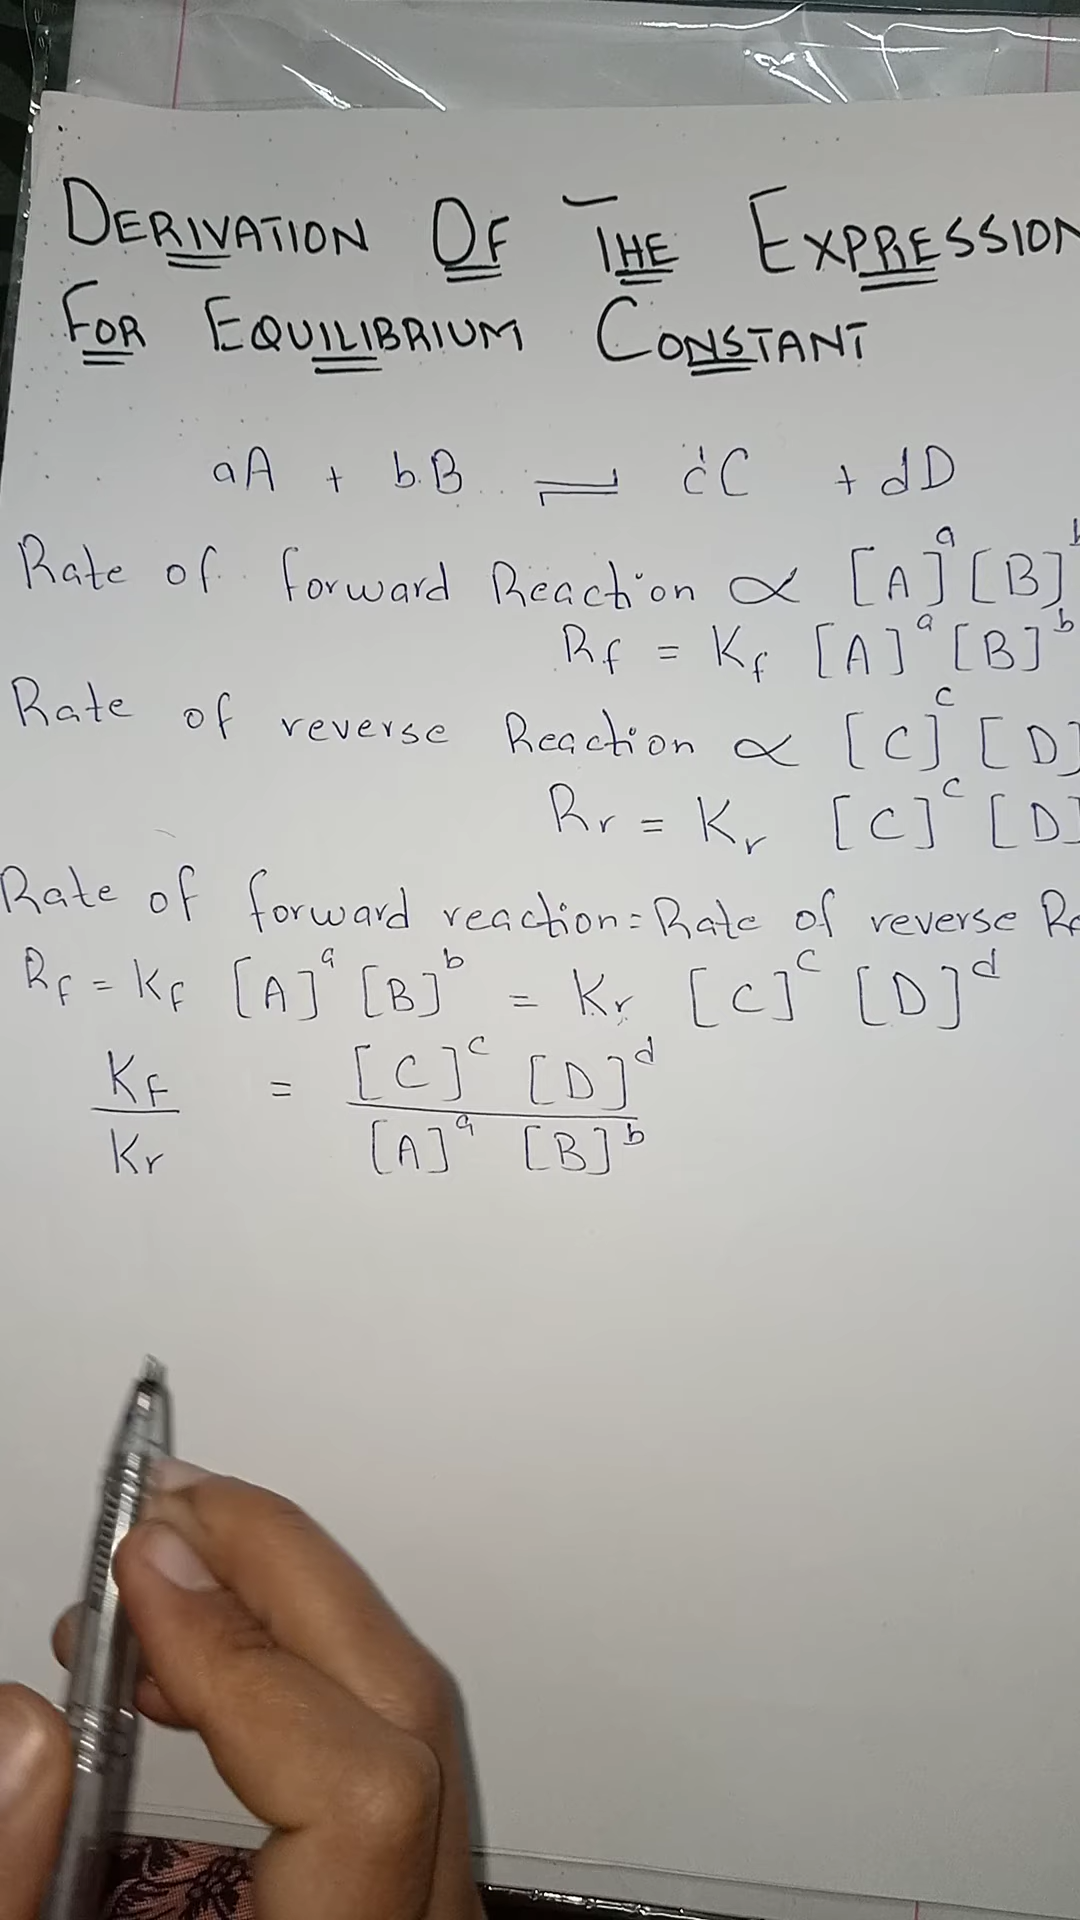 DERIVATION OF THE EXPRESSION
FOR EQUILIBRIUM CONSTANT
aA + bB ⇌ cC + dD
Rate of forward Reaction ∝ [A]^a [B]^b
Rf = Kf [A]^a [B]^b
Rate of reverse Reaction ∝ [C]^c [D]
Rr = Kr [C]^c [D]
Rate of forward reaction = Rate of reverse Re
Rf = Kf [A]^a [B]^b = Kr [C]^c [D]^d
Kf/Kr = [C]^c [D]^d / [A]^a [B]^b